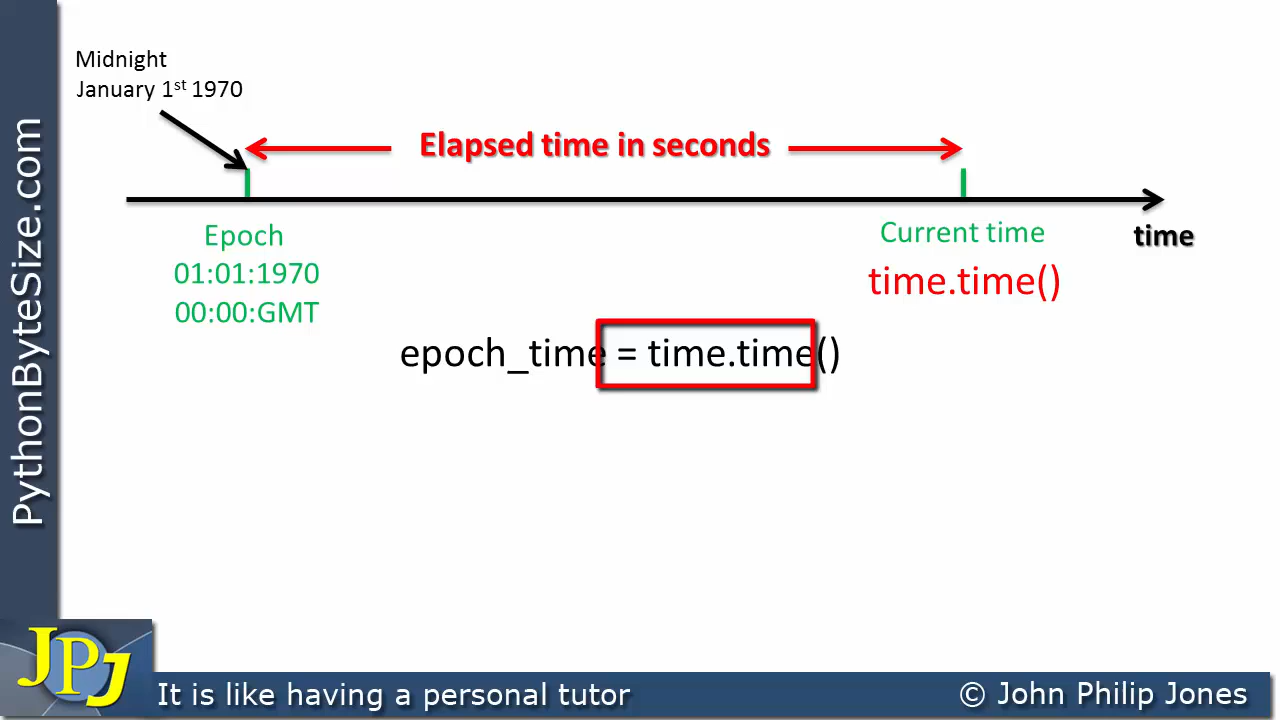 Midnight
January 1st 1970
Elapsed time in seconds
Epoch
01:01:1970
00:00:GMT
Current time
time.time()
time
epoch_time = time.time()
PythonByteSize.com
JPJ
It is like having a personal tutor
© John Philip Jones